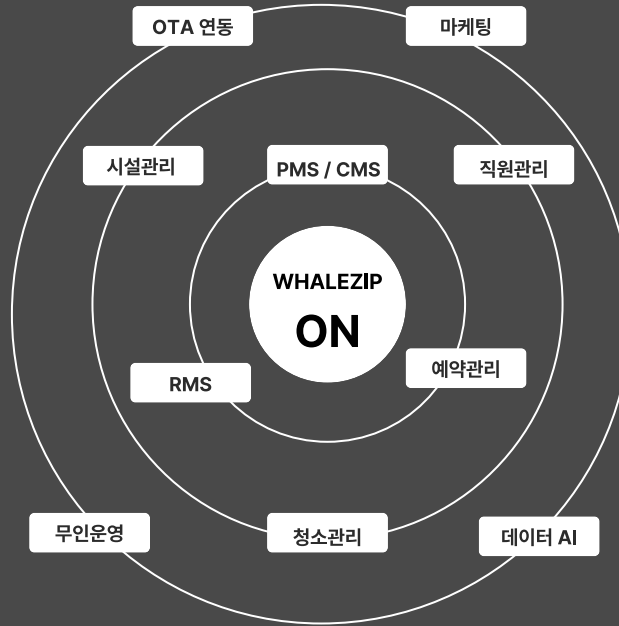 OTA 연동
마케팅
시설관리
PMS / CMS
직원관리
WHALEZIP
ON
RMS
예약관리
무인운영
청소관리
데이터 AI